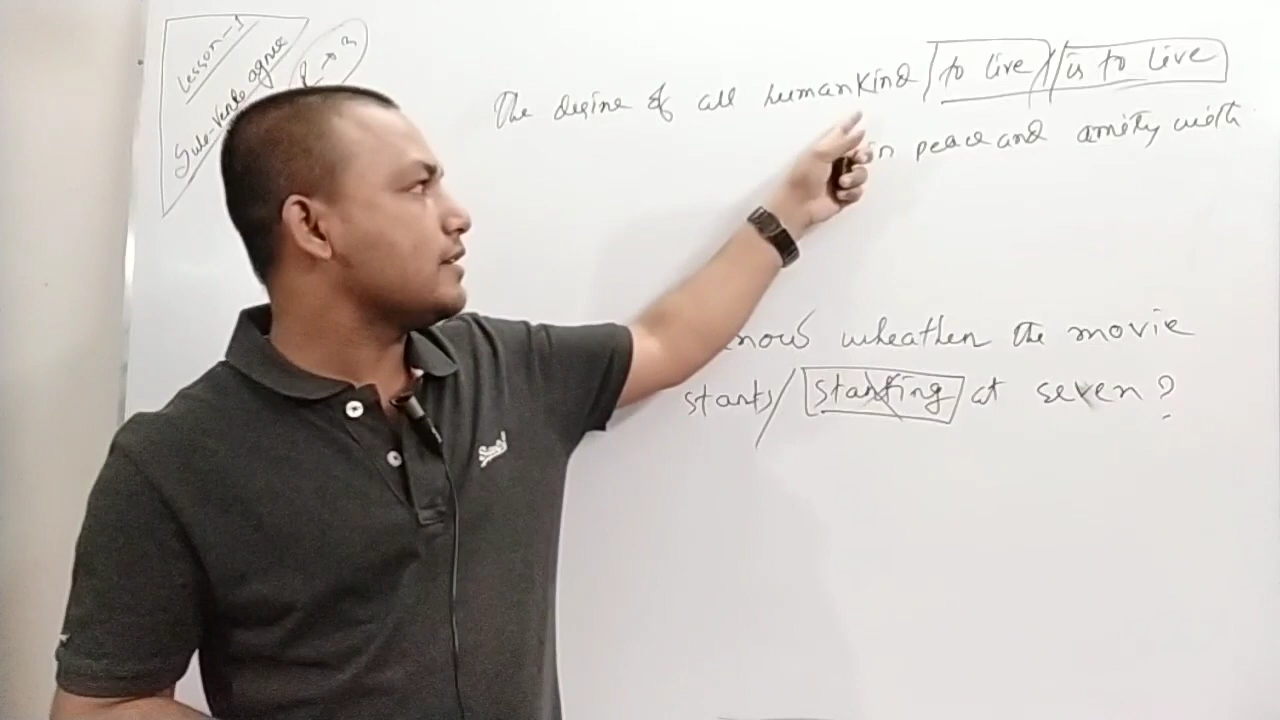 Lesson-1
Sub-Verb agree
R → 3
The desire of all humankind / to live / is to live
in peace and amity with
wheather the movie
starts / starting at seven ?